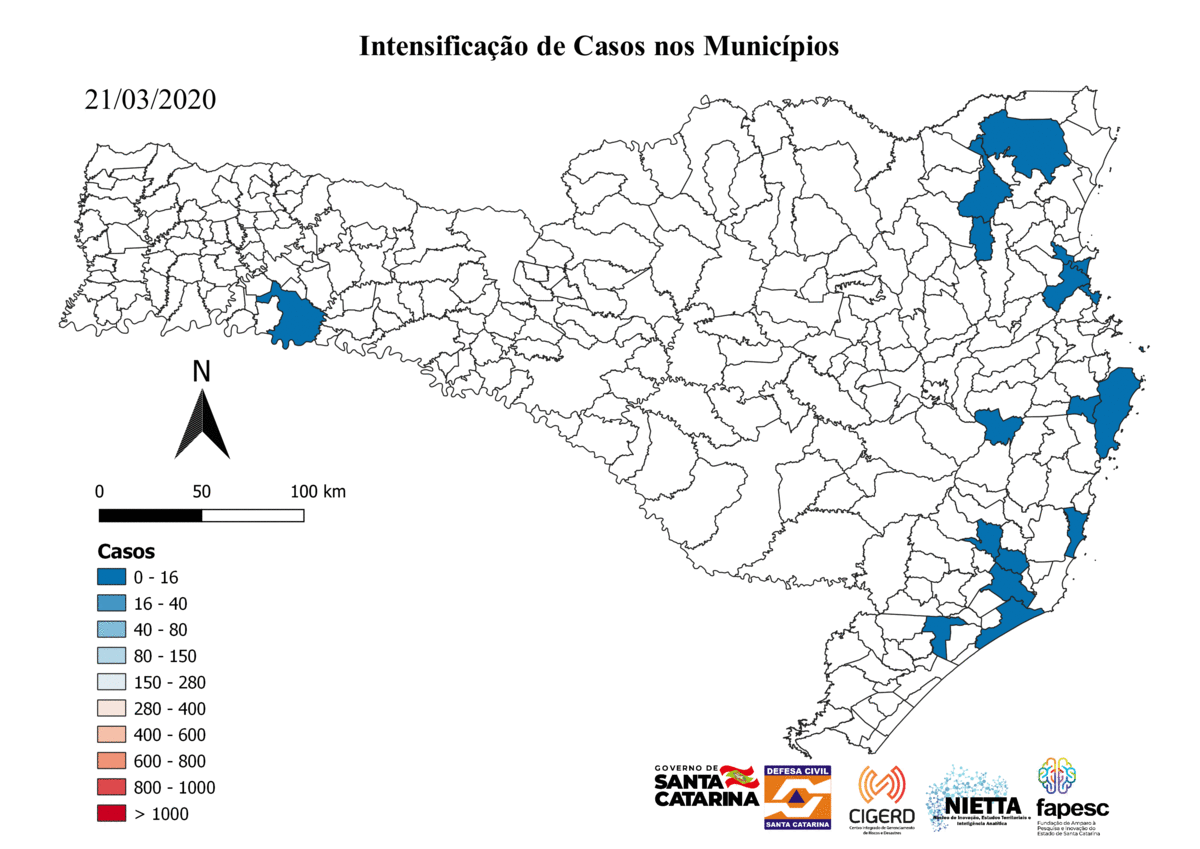 Intensificação de Casos nos Municípios
21/03/2020
N
0 50 100 km
Casos
0 - 16
16 - 40
40 - 80
80 - 150
150 - 280
280 - 400
400 - 600
600 - 800
800 - 1000
> 1000
GOVERNO DE
SANTA
CATARINA
DEFESA CIVIL
SANTA CATARINA
CIGERD
Centro Integrado de Gerenciamento
de Riscos e Desastres
NIETTA
Núcleo de Inovação, Estudos Territoriais e
Inteligência Analítica
fapesc
Fundação de Amparo à
Pesquisa e Inovação do
Estado de Santa Catarina